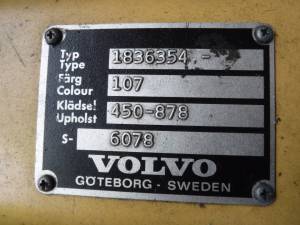 Typ 1836354 -
Type
Färg 107
Colour
Klädsel 450-878
Upholst
S- 6078
VOLVO
GÖTEBORG - SWEDEN